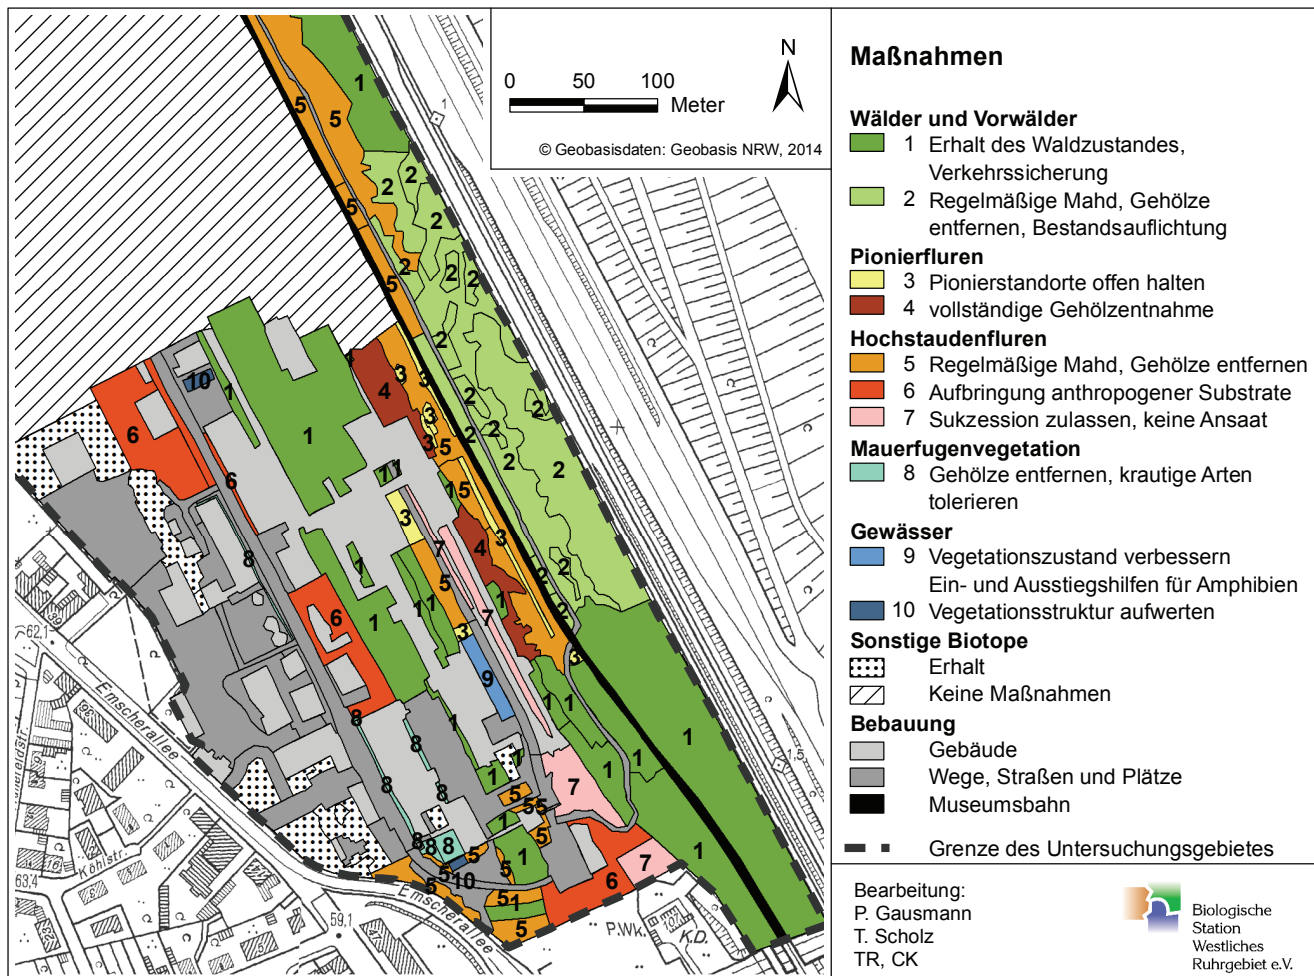 0 50 100
Meter
N
© Geobasisdaten: Geobasis NRW, 2014
Maßnahmen
Wälder und Vorwälder
1 Erhalt des Waldzustandes,
Verkehrssicherung
2 Regelmäßige Mahd, Gehölze
entfernen, Bestandsauflichtung
Pionierfluren
3 Pionierstandorte offen halten
4 vollständige Gehölzentnahme
Hochstaudenfluren
5 Regelmäßige Mahd, Gehölze entfernen
6 Aufbringung anthropogener Substrate
7 Sukzession zulassen, keine Ansaat
Mauerfugenvegetation
8 Gehölze entfernen, krautige Arten
tolerieren
Gewässer
9 Vegetationszustand verbessern
Ein- und Ausstiegshilfen für Amphibien
10 Vegetationsstruktur aufwerten
Sonstige Biotope
Erhalt
Keine Maßnahmen
Bebauung
Gebäude
Wege, Straßen und Plätze
Museumsbahn
Grenze des Untersuchungsgebietes
Bearbeitung:
P. Gausmann
T. Scholz
TR, CK
Biologische
Station
Westliches
Ruhrgebiet e.V.
62,1
Emscherallee
Köhlstr.
63,4
59,1
Emscherallee
P.Wk.
K.D.
1,5